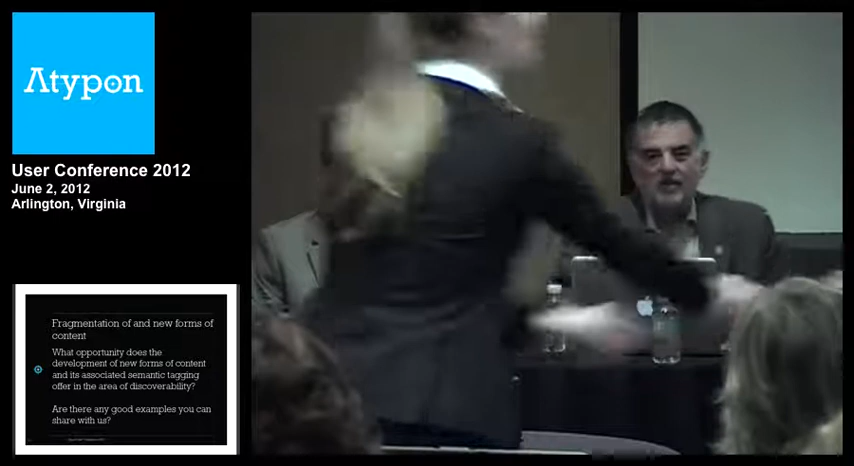 Atypon
User Conference 2012
June 2, 2012
Arlington, Virginia
Fragmentation of and new forms of
content
What opportunity does the
development of new forms of content
and its associated semantic tagging
offer in the area of discoverability?
Are there any good examples you can
share with us?